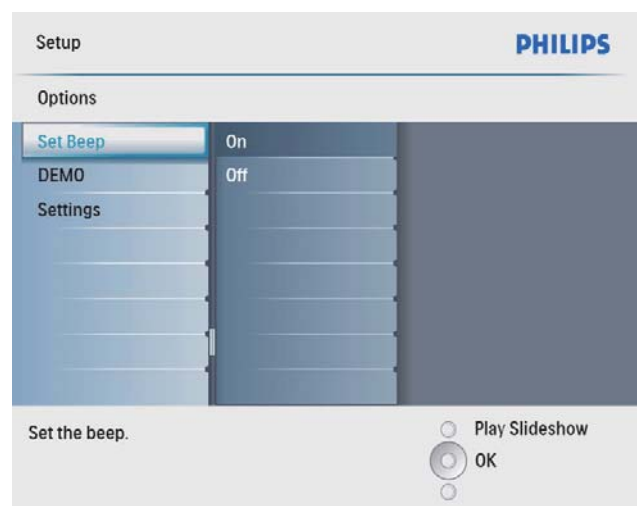 Setup
PHILIPS
Options
Set Beep
On
DEMO
Off
Settings
Set the beep.
Play Slideshow
OK